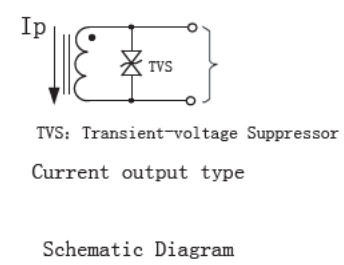 Ip
TVS
TVS: Transient-voltage Suppressor
Current output type
Schematic Diagram